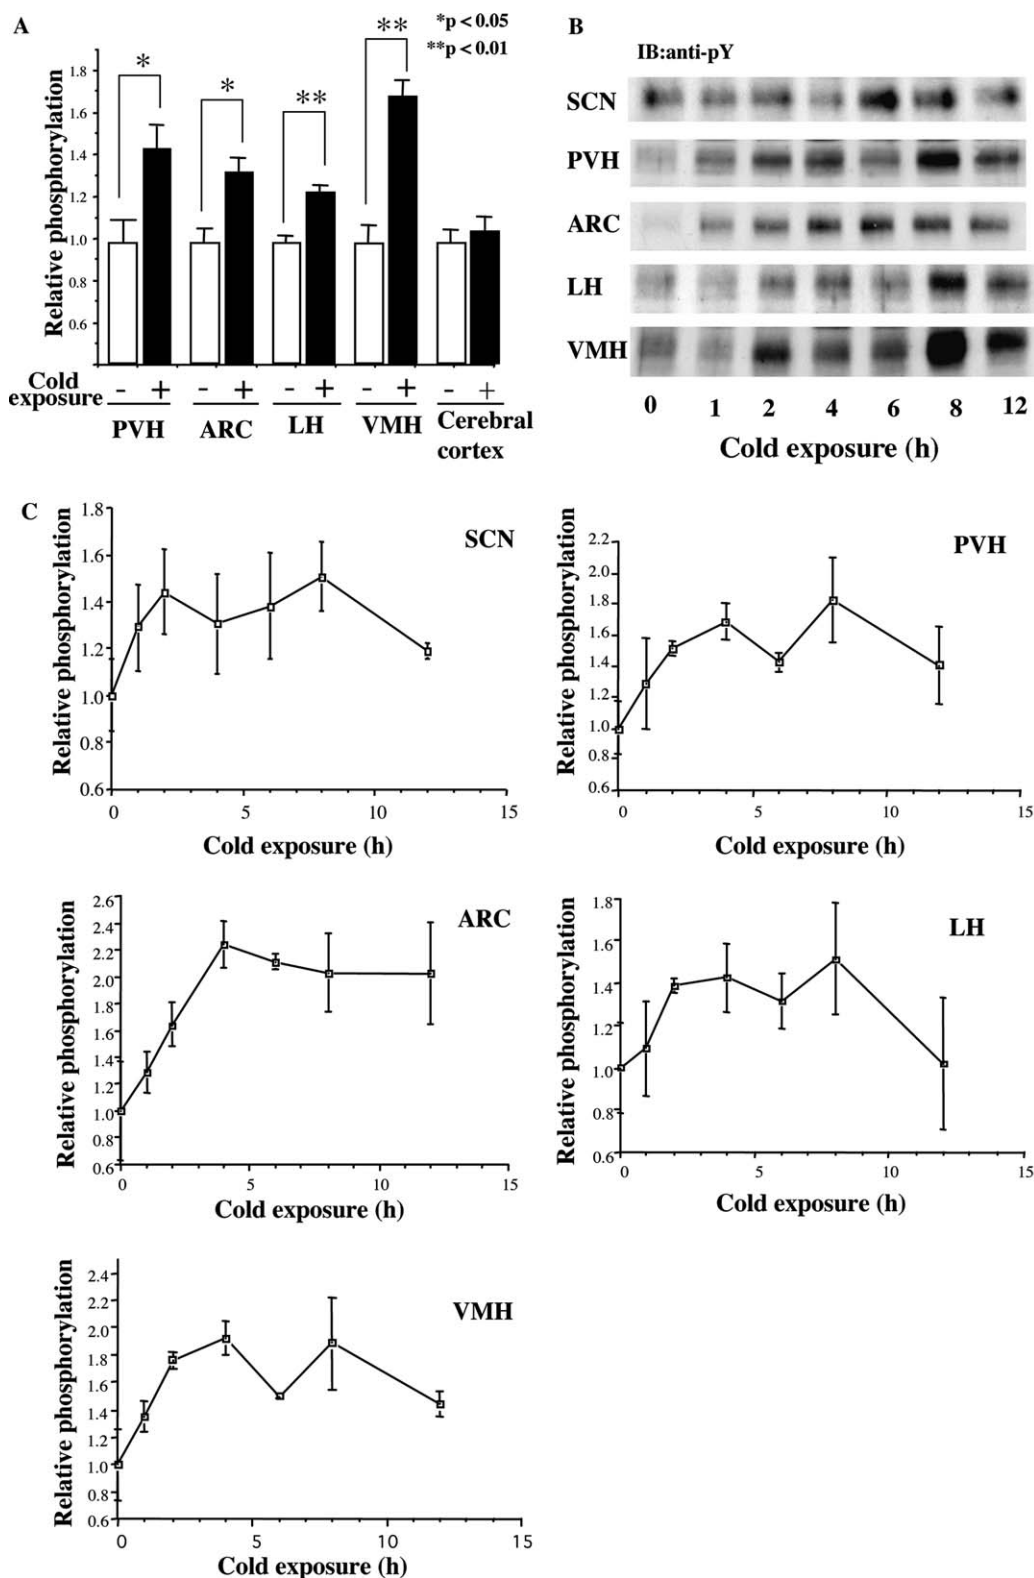 A
*p < 0.05
**p < 0.01
* * ** **
Relative phosphorylation
1.8
1.6
1.4
1.2
1.0
0.8
0.6
Cold exposure
- + - + - + - + - +
PVH ARC LH VMH Cerebral cortex
B
IB:anti-pY
SCN
PVH
ARC
LH
VMH
0 1 2 4 6 8 12
Cold exposure (h)
C
SCN
Relative phosphorylation
1.8
1.6
1.4
1.2
1.0
0.8
0.6
0 5 10 15
Cold exposure (h)
PVH
Relative phosphorylation
2.2
2.0
1.8
1.6
1.4
1.2
1.0
0.8
0.6
0 5 10 15
Cold exposure (h)
ARC
Relative phosphorylation
2.6
2.4
2.2
2.0
1.8
1.6
1.4
1.2
1.0
0.8
0.6
0 5 10 15
Cold exposure (h)
LH
Relative phosphorylation
1.8
1.6
1.4
1.2
1.0
0.8
0.6
0 5 10 15
Cold exposure (h)
VMH
Relative phosphorylation
2.4
2.2
2.0
1.8
1.6
1.4
1.2
1.0
0.8
0.6
0 5 10 15
Cold exposure (h)